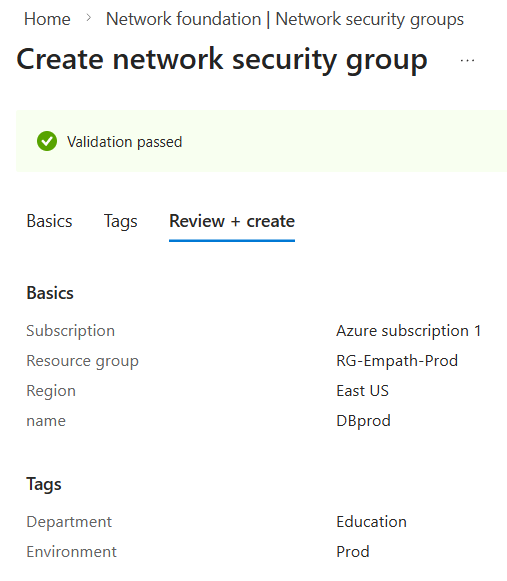 Home > Network foundation | Network security groups
Create network security group ...
Validation passed
Basics Tags Review + create
Basics
Subscription Azure subscription 1
Resource group RG-Empath-Prod
Region East US
name DBprod
Tags
Department Education
Environment Prod